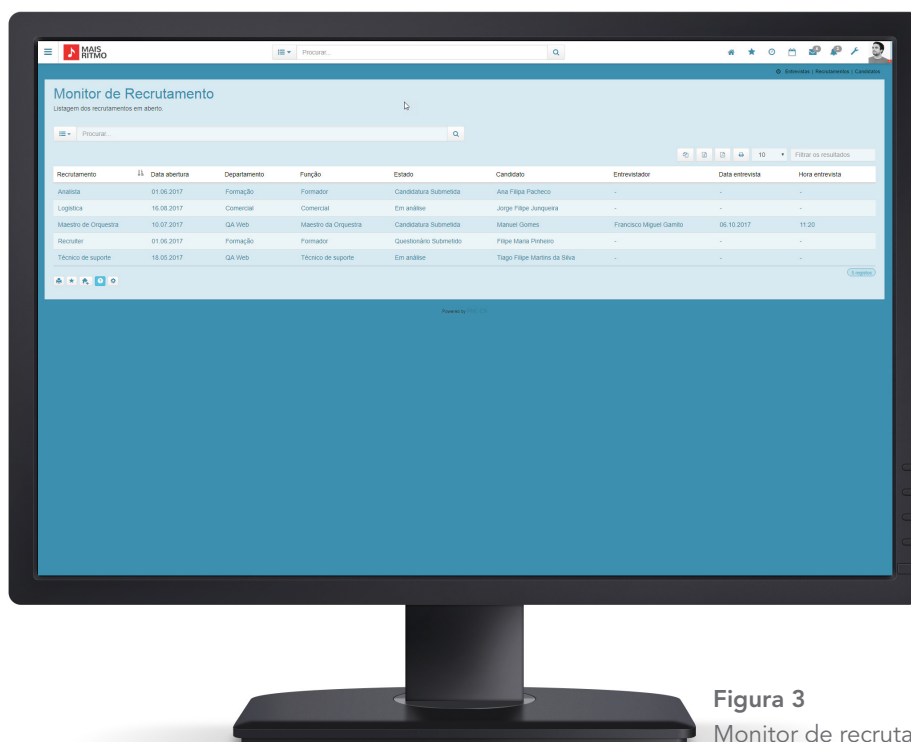 MAIS
RITMO
Procurar...
Entrevistas | Recrutamentos | Candidatos
Monitor de Recrutamento
Listagem dos recrutamentos em aberto.
Procurar...
10 Filtrar os resultados
Recrutamento Data abertura Departamento Função Estado Candidato Entrevistador Data entrevista Hora entrevista
Analista 01.06.2017 Formação Formador Candidatura Submetida Ana Filipa Pacheco - - -
Logística 16.08.2017 Comercial Comercial Em análise Jorge Filipe Junqueira - - -
Maestro de Orquestra 10.07.2017 QA Web Maestro da Orquestra Candidatura Submetida Manuel Gomes Francisco Miguel Garnito 06.10.2017 11:20
Recruiter 01.06.2017 Formação Formador Questionário Submetido Filipe Maria Pinheiro - - -
Técnico de suporte 18.05.2017 QA Web Técnico de suporte Em análise Tiago Filipe Martins da Silva - - -
5 registos
Powered by
Figura 3
Monitor de recruta